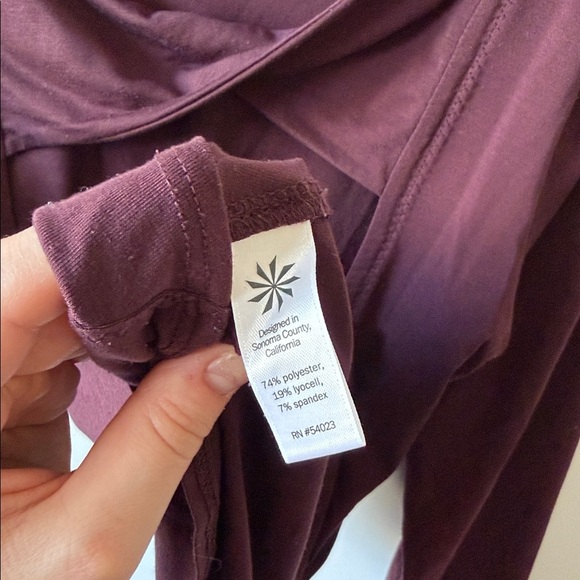 Designed in
Sonoma County,
California
74% polyester,
19% lyocell,
7% spandex
RN #54023